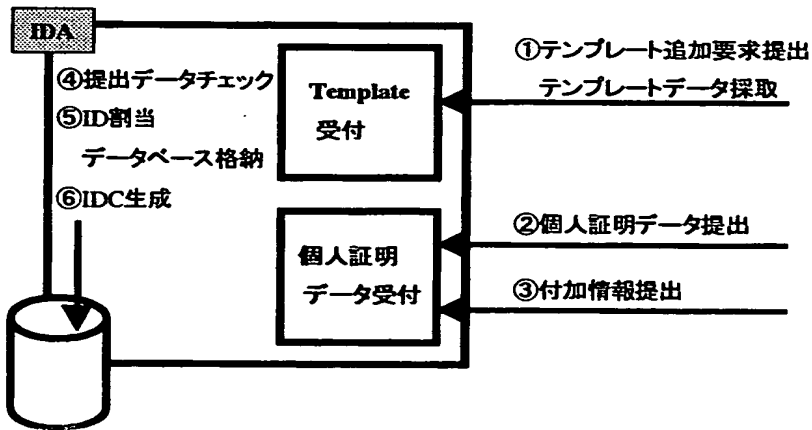 IDA
④提出データチェック
⑤ID割当
データベース格納
⑥IDC生成
Template
受付
個人証明
データ受付
①テンプレート追加要求提出
テンプレートデータ採取
②個人証明データ提出
③付加情報提出